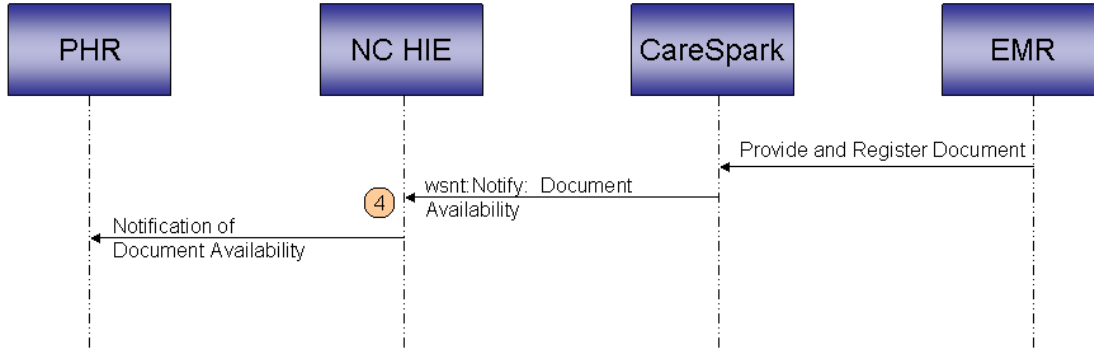 PHR
NC HIE
CareSpark
EMR
Provide and Register Document
wsnt:Notify: Document
Availability
4
Notification of
Document Availability